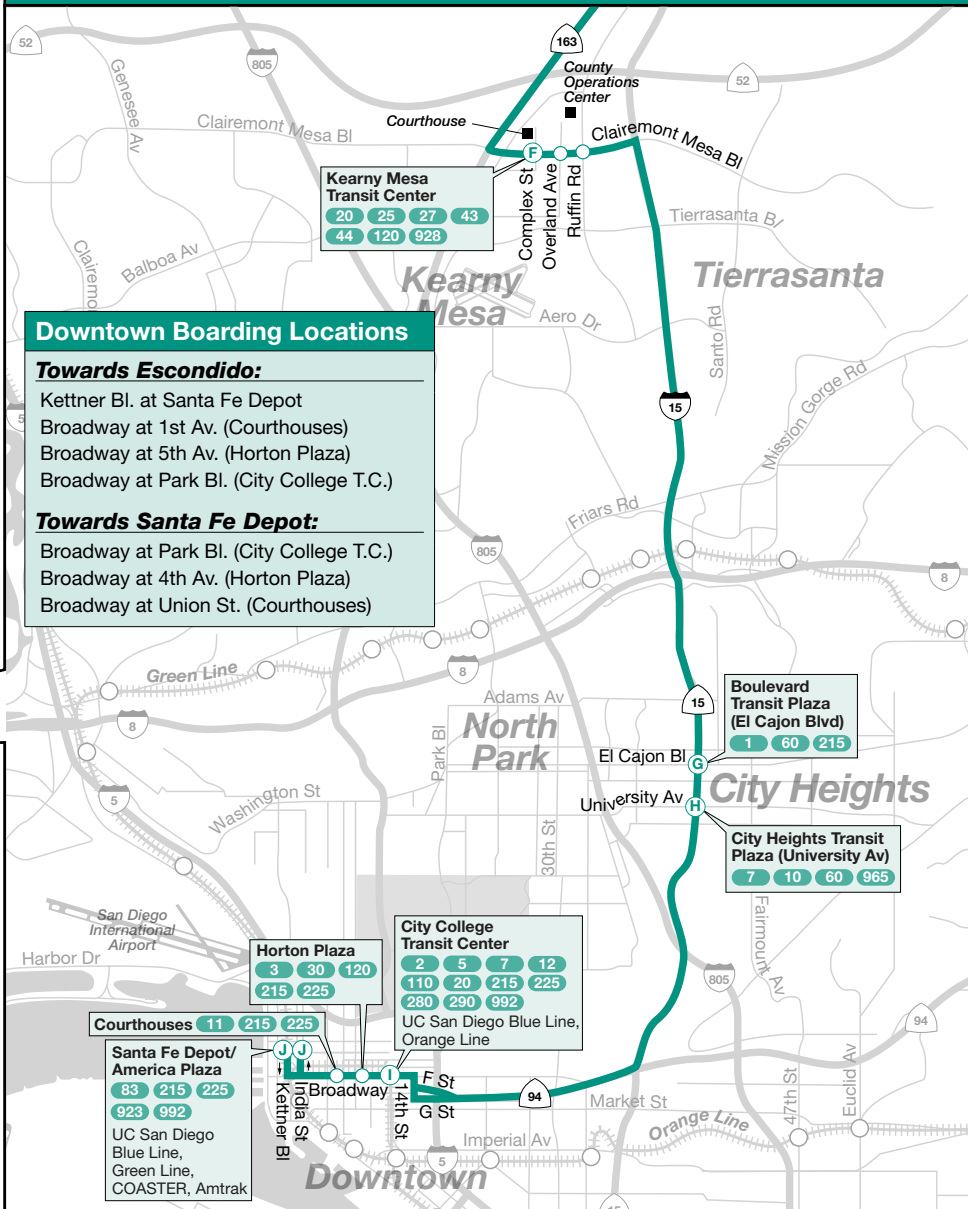 52
805
163
52
Genesee Av
Clairemont Mesa Bl
Courthouse
County
Operations
Center
Clairemont Mesa Bl
F
Kearny Mesa
Transit Center
20 25 27 43
44 120 928
Complex St
Overland Ave
Ruffin Rd
Tierrasanta Bl
Balboa Av
Kearny
Mesa
Tierrasanta
Aero Dr
Santo Rd
Downtown Boarding Locations
Towards Escondido:
Kettner Bl. at Santa Fe Depot
Broadway at 1st Av. (Courthouses)
Broadway at 5th Av. (Horton Plaza)
Broadway at Park Bl. (City College T.C.)
Towards Santa Fe Depot:
Broadway at Park Bl. (City College T.C.)
Broadway at 4th Av. (Horton Plaza)
Broadway at Union St. (Courthouses)
15
Mission Gorge Rd
Friars Rd
805
8
Green Line
8
8
Adams Av
15
Boulevard
Transit Plaza
(El Cajon Blvd)
1 60 215
North
Park
Park Bl
El Cajon Bl
G
City Heights
University Av
H
5
Washington St
30th St
City Heights Transit
Plaza (University Av)
7 10 60 965
Fairmount Av
San Diego
International
Airport
Harbor Dr
Horton Plaza
3 30 120
215 225
City College
Transit Center
2 5 7 12
110 20 215 225
280 290 992
UC San Diego Blue Line,
Orange Line
805
94
Courthouses 11 215 225
Santa Fe Depot/
America Plaza
83 215 225
923 992
UC San Diego
Blue Line,
Green Line,
COASTER, Amtrak
J J
Kettner Bl
India St
Broadway
I
14th St
F St
G St
94
Market St
Orange Line
47th St
Euclid Av
Imperial Av
5
Downtown